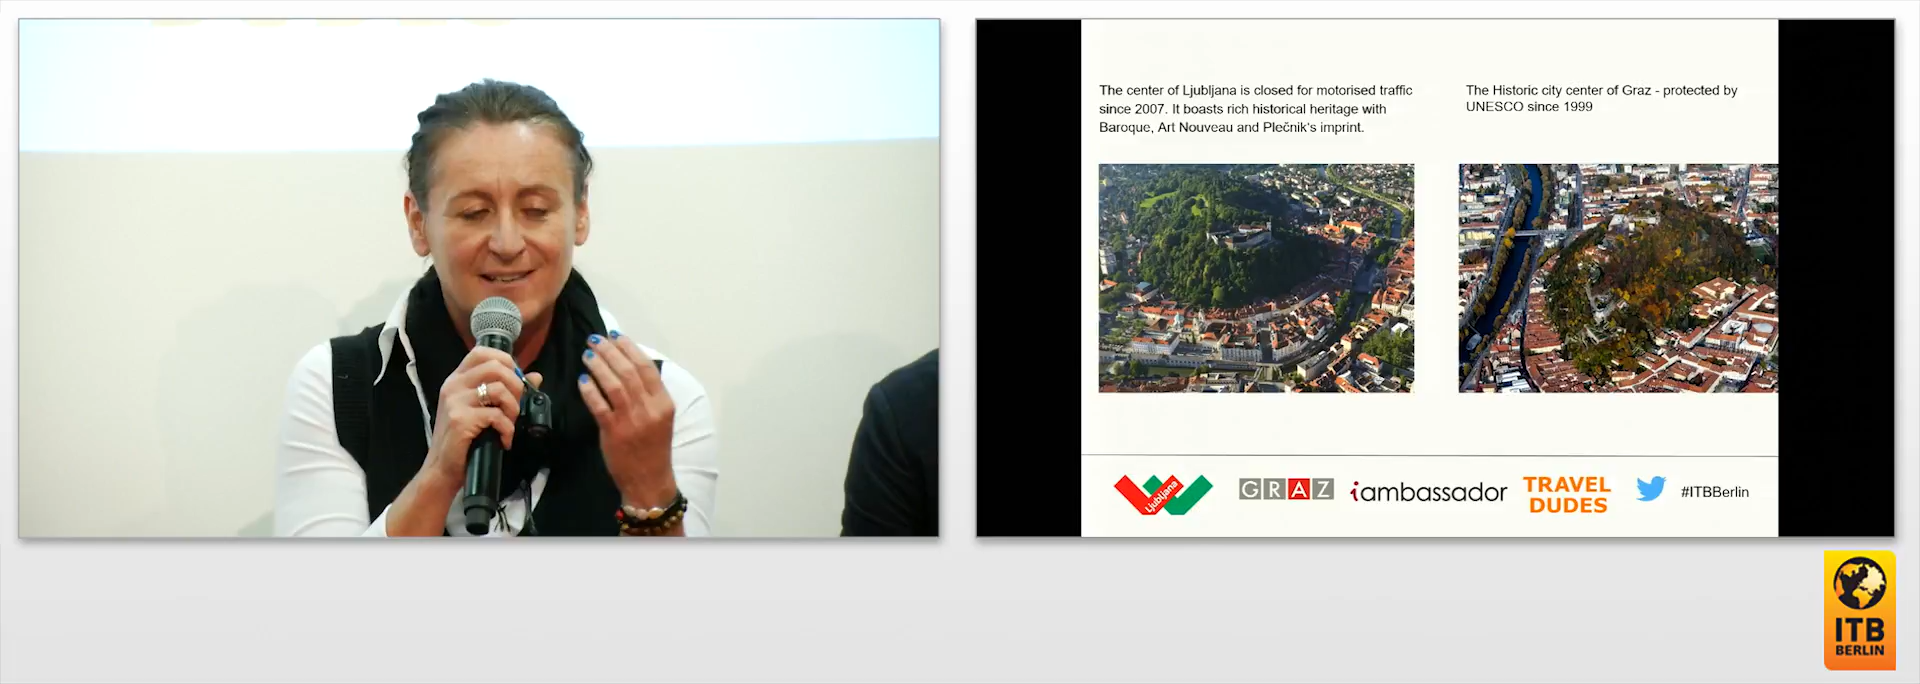 The center of Ljubljana is closed for motorised traffic
since 2007. It boasts rich historical heritage with
Baroque, Art Nouveau and Plečnik's imprint.
The Historic city center of Graz - protected by
UNESCO since 1999
Ljubljana
GRAZ
iambassador
TRAVEL
DUDES
#ITBBerlin
ITB
BERLIN